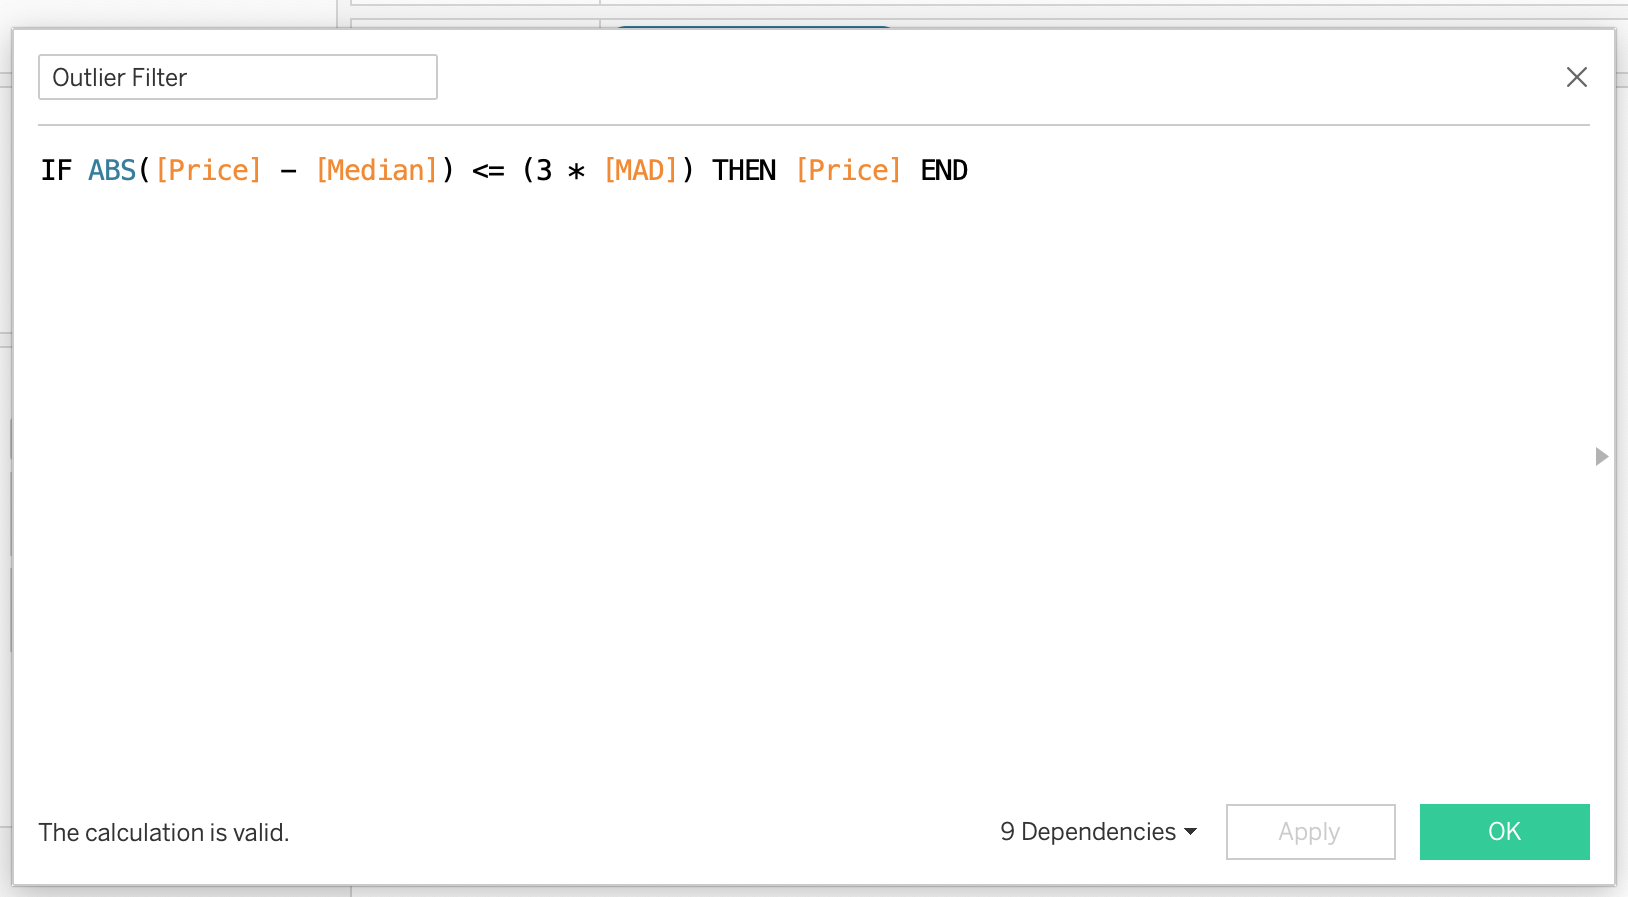 Outlier Filter
IF ABS([Price] - [Median]) <= (3 * [MAD]) THEN [Price] END
The calculation is valid.
9 Dependencies
Apply
OK